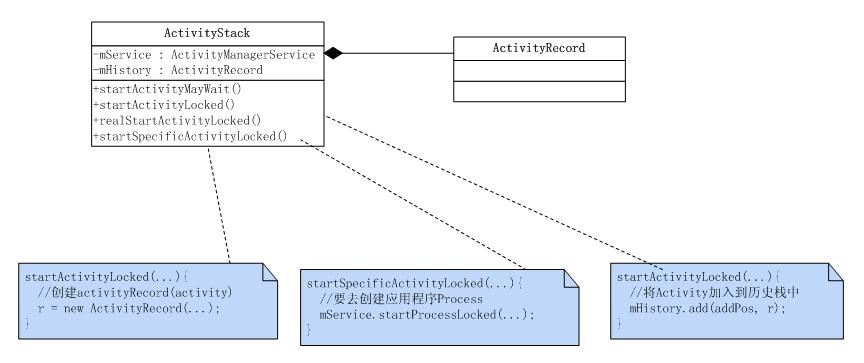 ActivityStack
-mService : ActivityManagerService
-mHistory : ActivityRecord
+startActivityMayWait()
+startActivityLocked()
+realStartActivityLocked()
+startSpecificActivityLocked()
ActivityRecord
startActivityLocked(...){
//创建activityRecord(activity)
r = new ActivityRecord(...);
}
startSpecificActivityLocked(...){
//要去创建应用程序Process
mService.startProcessLocked(...);
}
startActivityLocked(...){
//将Activity加入到历史栈中
mHistory.add(addPos, r);
}